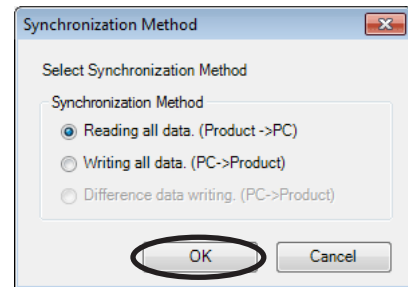 Synchronization Method
Select Synchronization Method
Synchronization Method
Reading all data. (Product ->PC)
Writing all data. (PC->Product)
Difference data writing. (PC->Product)
OK Cancel